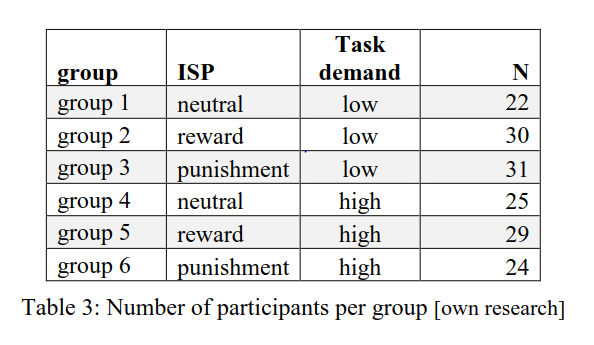 Task
group ISP demand N
group 1 neutral low 22
group 2 reward low 30
group 3 punishment low 31
group 4 neutral high 25
group 5 reward high 29
group 6 punishment high 24
Table 3: Number of participants per group [own research]